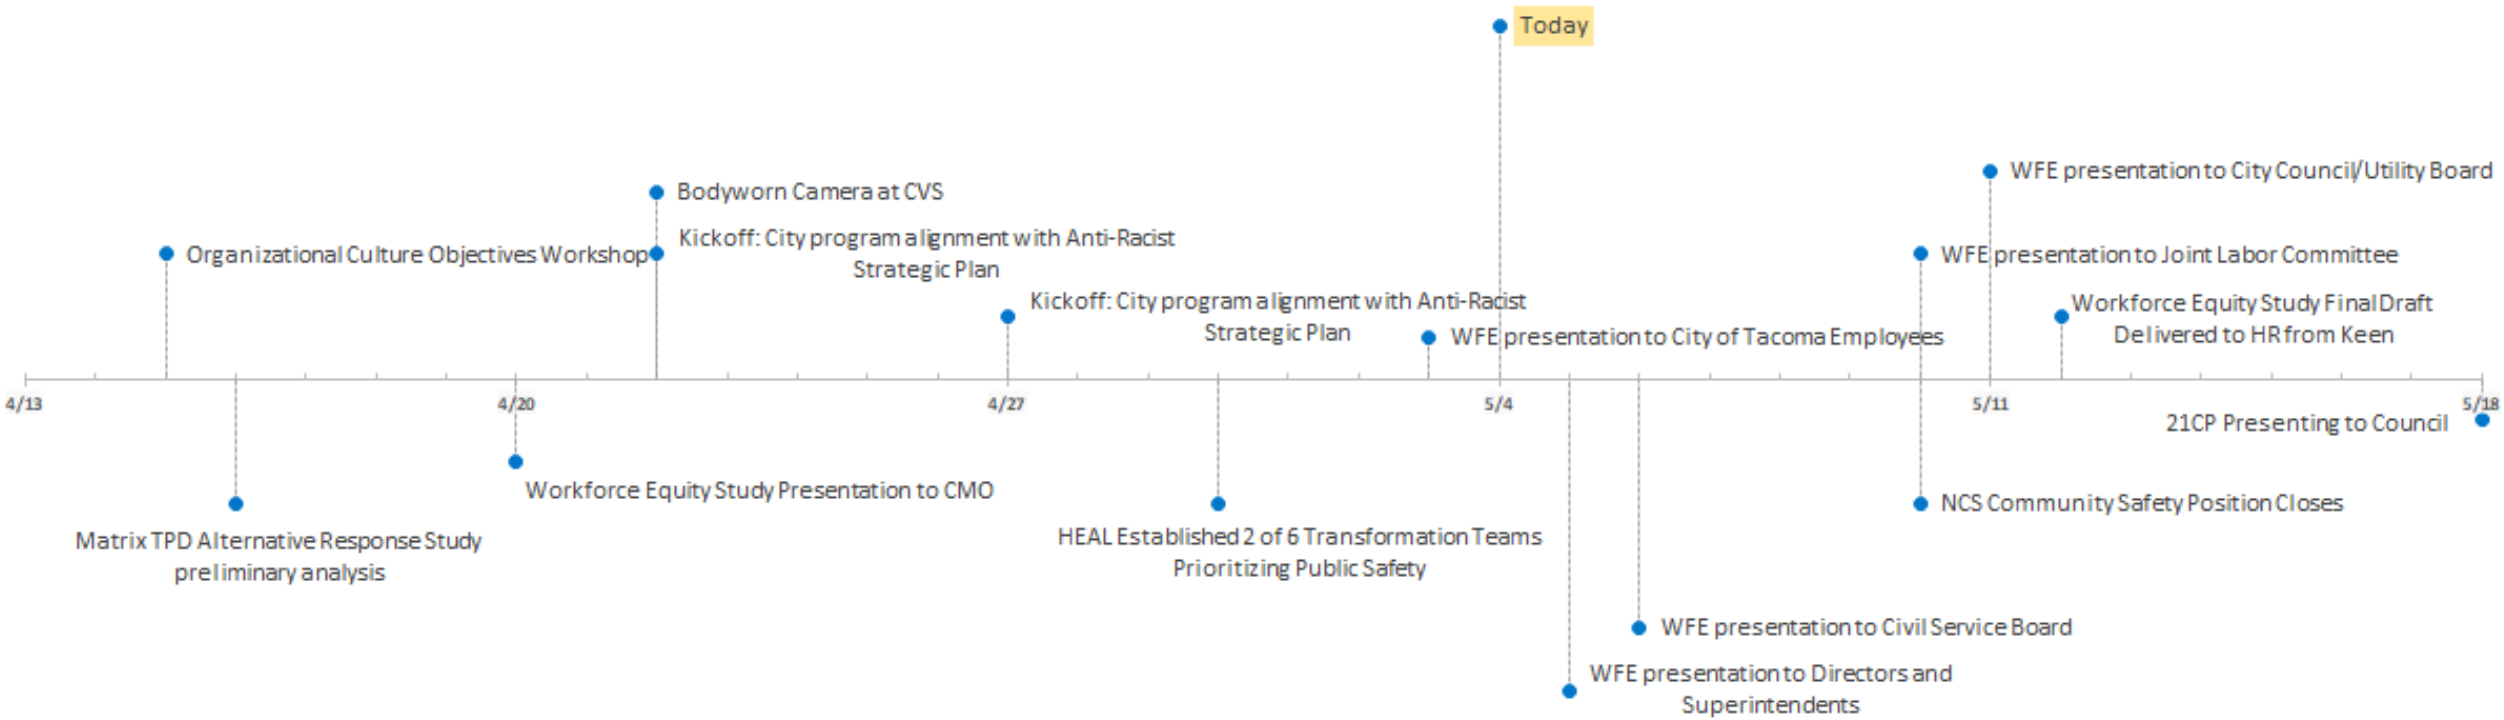 Today
WFE presentation to City Council/Utility Board
Bodyworn Camera at CVS
Organizational Culture Objectives Workshop
Kickoff: City program alignment with Anti-Racist
Strategic Plan
WFE presentation to Joint Labor Committee
Kickoff: City program alignment with Anti-Racist
Strategic Plan
WFE presentation to City of Tacoma Employees
Workforce Equity Study Final Draft
Delivered to HR from Keen
4/13 4/20 4/27 5/4 5/11 5/18
21CP Presenting to Council
Workforce Equity Study Presentation to CMO
NCS Community Safety Position Closes
Matrix TPD Alternative Response Study
preliminary analysis
HEAL Established 2 of 6 Transformation Teams
Prioritizing Public Safety
WFE presentation to Civil Service Board
WFE presentation to Directors and
Superintendents